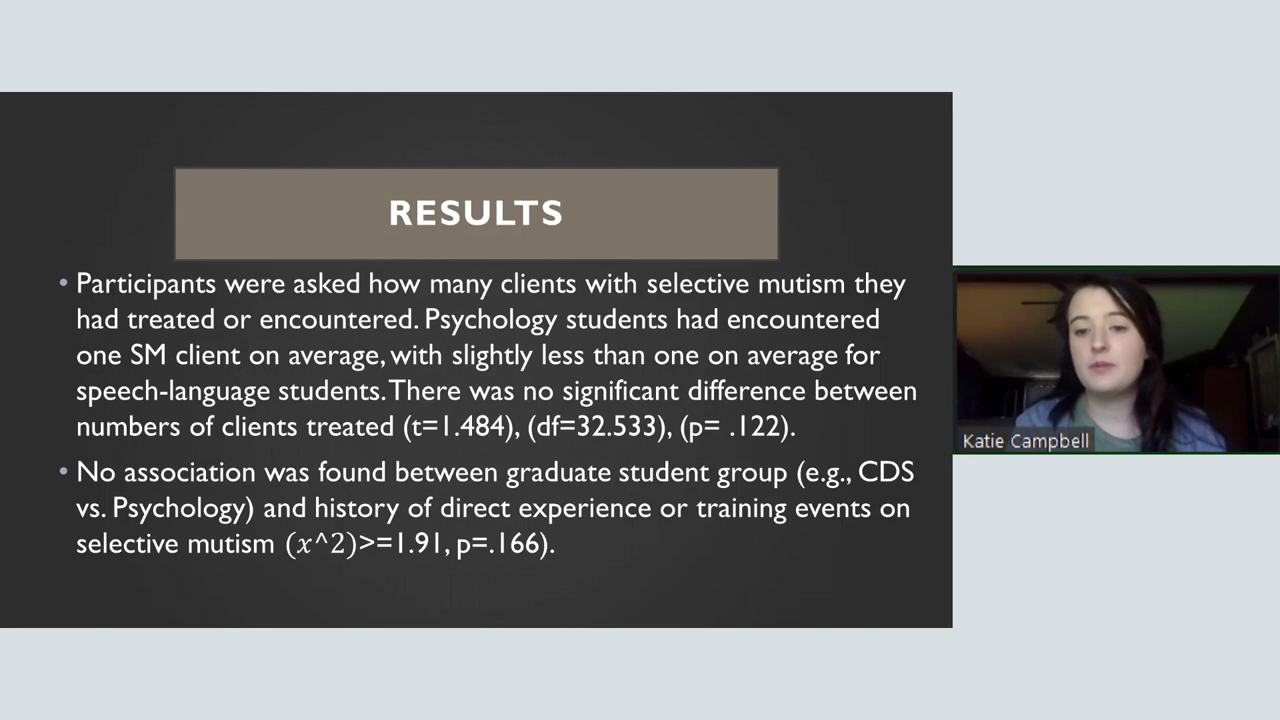 RESULTS
• Participants were asked how many clients with selective mutism they
had treated or encountered. Psychology students had encountered
one SM client on average, with slightly less than one on average for
speech-language students. There was no significant difference between
numbers of clients treated (t=1.484), (df=32.533), (p= .122).
• No association was found between graduate student group (e.g., CDS
vs. Psychology) and history of direct experience or training events on
selective mutism (𝑥^2)>=1.91, p=.166).
Katie Campbell